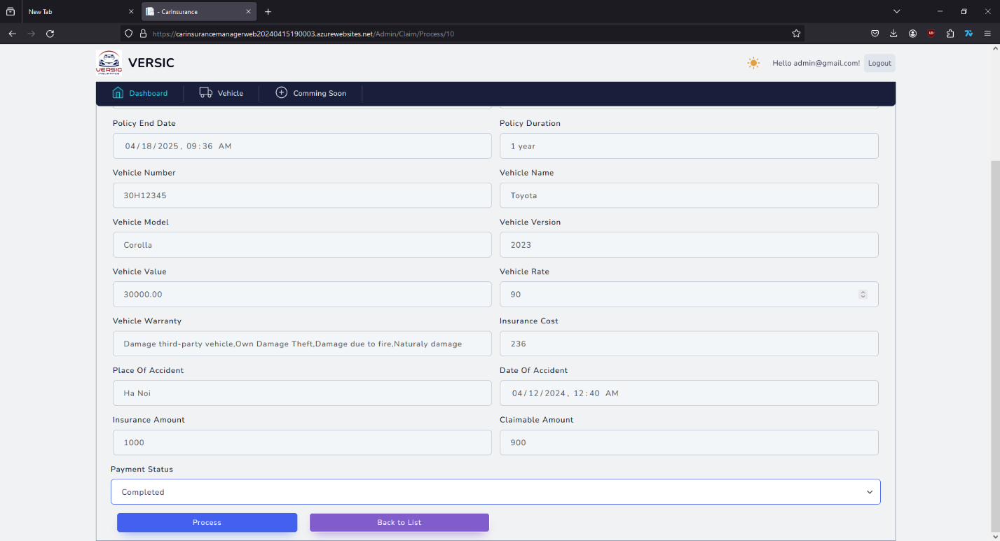 New Tab
- CarInsurance
https://carinsurancemanagerweb20240415190003.azurewebsites.net/Admin/Claim/Process/10
VERSIC
INSURANCE
VERSIC
Hello admin@gmail.com!
Logout
Dashboard
Vehicle
Comming Soon
Policy End Date
Policy Duration
04/18/2025, 09:36 AM
1 year
Vehicle Number
Vehicle Name
30H12345
Toyota
Vehicle Model
Vehicle Version
Corolla
2023
Vehicle Value
Vehicle Rate
30000.00
90
Vehicle Warranty
Insurance Cost
Damage third-party vehicle,Own Damage Theft,Damage due to fire,Naturaly damage
236
Place Of Accident
Date Of Accident
Ha Noi
04/12/2024, 12:40 AM
Insurance Amount
Claimable Amount
1000
900
Payment Status
Completed
Process
Back to List